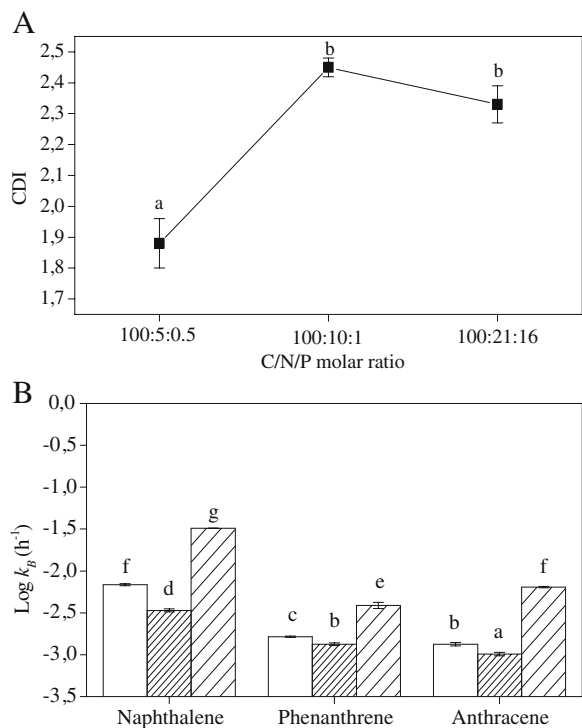 A
2,5
2,4
2,3
2,2
2,1
2,0
1,9
1,8
1,7
CDI
a
b
b
100:5:0.5 100:10:1 100:21:16
C/N/P molar ratio
B
0,0
-0,5
-1,0
-1,5
-2,0
-2,5
-3,0
-3,5
Log k_B (h⁻¹)
f d g c b e b a f
Naphthalene Phenanthrene Anthracene